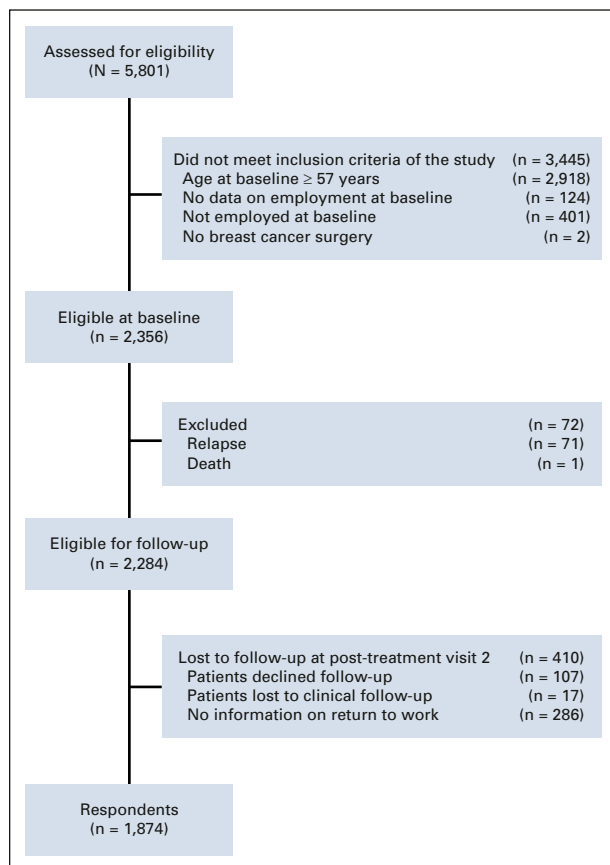 Assessed for eligibility
(N = 5,801)
Did not meet inclusion criteria of the study (n = 3,445)
Age at baseline ≥ 57 years (n = 2,918)
No data on employment at baseline (n = 124)
Not employed at baseline (n = 401)
No breast cancer surgery (n = 2)
Eligible at baseline
(n = 2,356)
Excluded (n = 72)
Relapse (n = 71)
Death (n = 1)
Eligible for follow-up
(n = 2,284)
Lost to follow-up at post-treatment visit 2 (n = 410)
Patients declined follow-up (n = 107)
Patients lost to clinical follow-up (n = 17)
No information on return to work (n = 286)
Respondents
(n = 1,874)